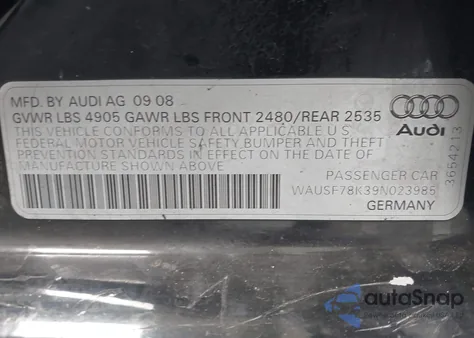 MFD. BY AUDI AG 09 08
GVWR LBS 4905 GAWR LBS FRONT 2480/REAR 2535
THIS VEHICLE CONFORMS TO ALL APPLICABLE U S
FEDERAL MOTOR VEHICLE SAFETY BUMPER AND THEFT
PREVENTION STANDARDS IN EFFECT ON THE DATE OF
MANUFACTURE SHOWN ABOVE
Audi
PASSENGER CAR
WAUSF78K39N023985
GERMANY
3654213
autoSnap